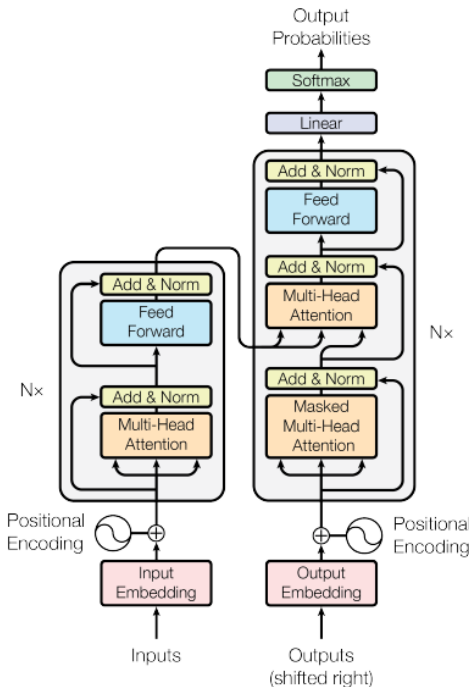 Output
Probabilities
Softmax
Linear
Add & Norm
Feed
Forward
Add & Norm
Multi-Head
Attention
Add & Norm
Masked
Multi-Head
Attention
Nx
Add & Norm
Feed
Forward
Add & Norm
Multi-Head
Attention
Nx
Positional
Encoding
Positional
Encoding
Input
Embedding
Output
Embedding
Inputs
Outputs
(shifted right)